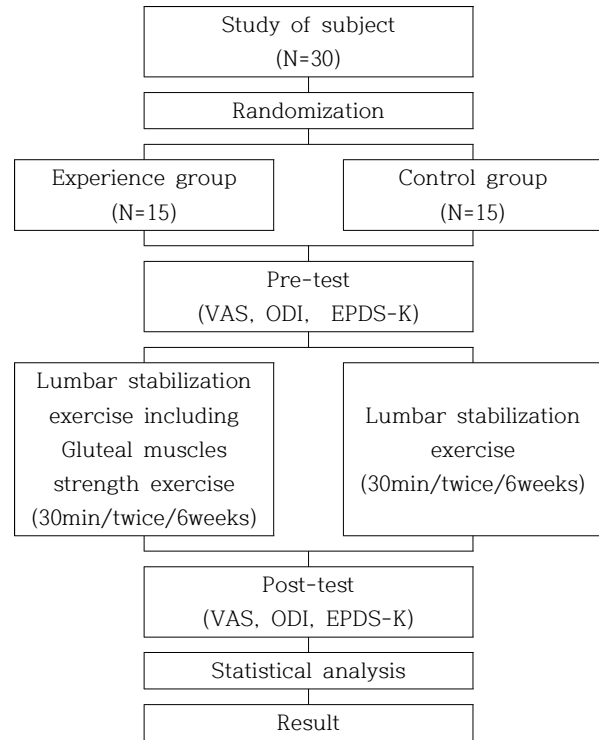 Study of subject
(N=30)
Randomization
Experience group
(N=15)
Control group
(N=15)
Pre-test
(VAS, ODI, EPDS-K)
Lumbar stabilization
exercise including
Gluteal muscles
strength exercise
(30min/twice/6weeks)
Lumbar stabilization
exercise
(30min/twice/6weeks)
Post-test
(VAS, ODI, EPDS-K)
Statistical analysis
Result